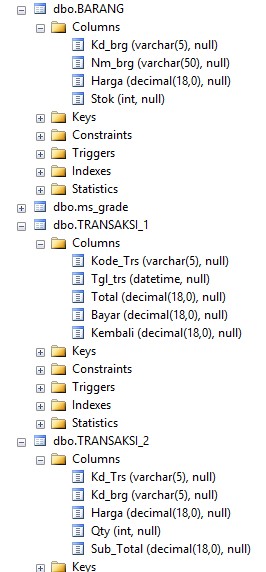 dbo.BARANG
Columns
Kd_brg (varchar(5), null)
Nm_brg (varchar(50), null)
Harga (decimal(18,0), null)
Stok (int, null)
Keys
Constraints
Triggers
Indexes
Statistics
dbo.ms_grade
dbo.TRANSAKSI_1
Columns
Kode_Trs (varchar(5), null)
Tgl_trs (datetime, null)
Total (decimal(18,0), null)
Bayar (decimal(18,0), null)
Kembali (decimal(18,0), null)
Keys
Constraints
Triggers
Indexes
Statistics
dbo.TRANSAKSI_2
Columns
Kd_Trs (varchar(5), null)
Kd_brg (varchar(5), null)
Harga (decimal(18,0), null)
Qty (int, null)
Sub_Total (decimal(18,0), null)
Keys